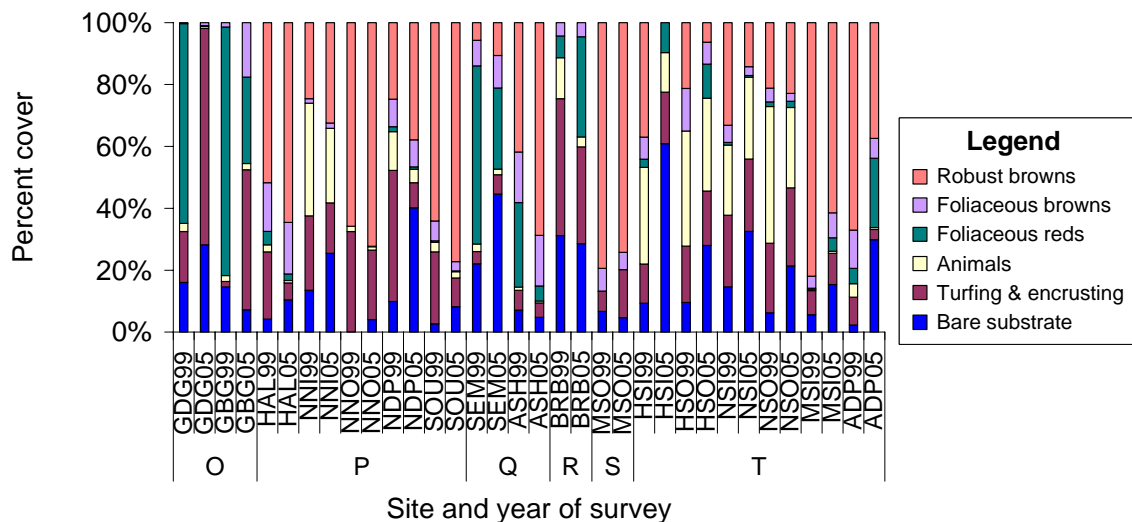 100%
80%
60%
40%
20%
0%
Percent cover
GDG99
GDG05
GBG99
GBG05
HAL99
HAL05
NNI99
NNI05
NNO99
NNO05
NDP99
NDP05
SOU99
SOU05
SEM99
SEM05
ASH99
ASH05
BRB99
BRB05
MSO99
MSO05
HSI99
HSI05
HSO99
HSO05
NSI99
NSI05
NSO99
NSO05
MSI99
MSI05
ADP99
ADP05
O P Q R S T
Site and year of survey
Legend
Robust browns
Foliaceous browns
Foliaceous reds
Animals
Turfing & encrusting
Bare substrate